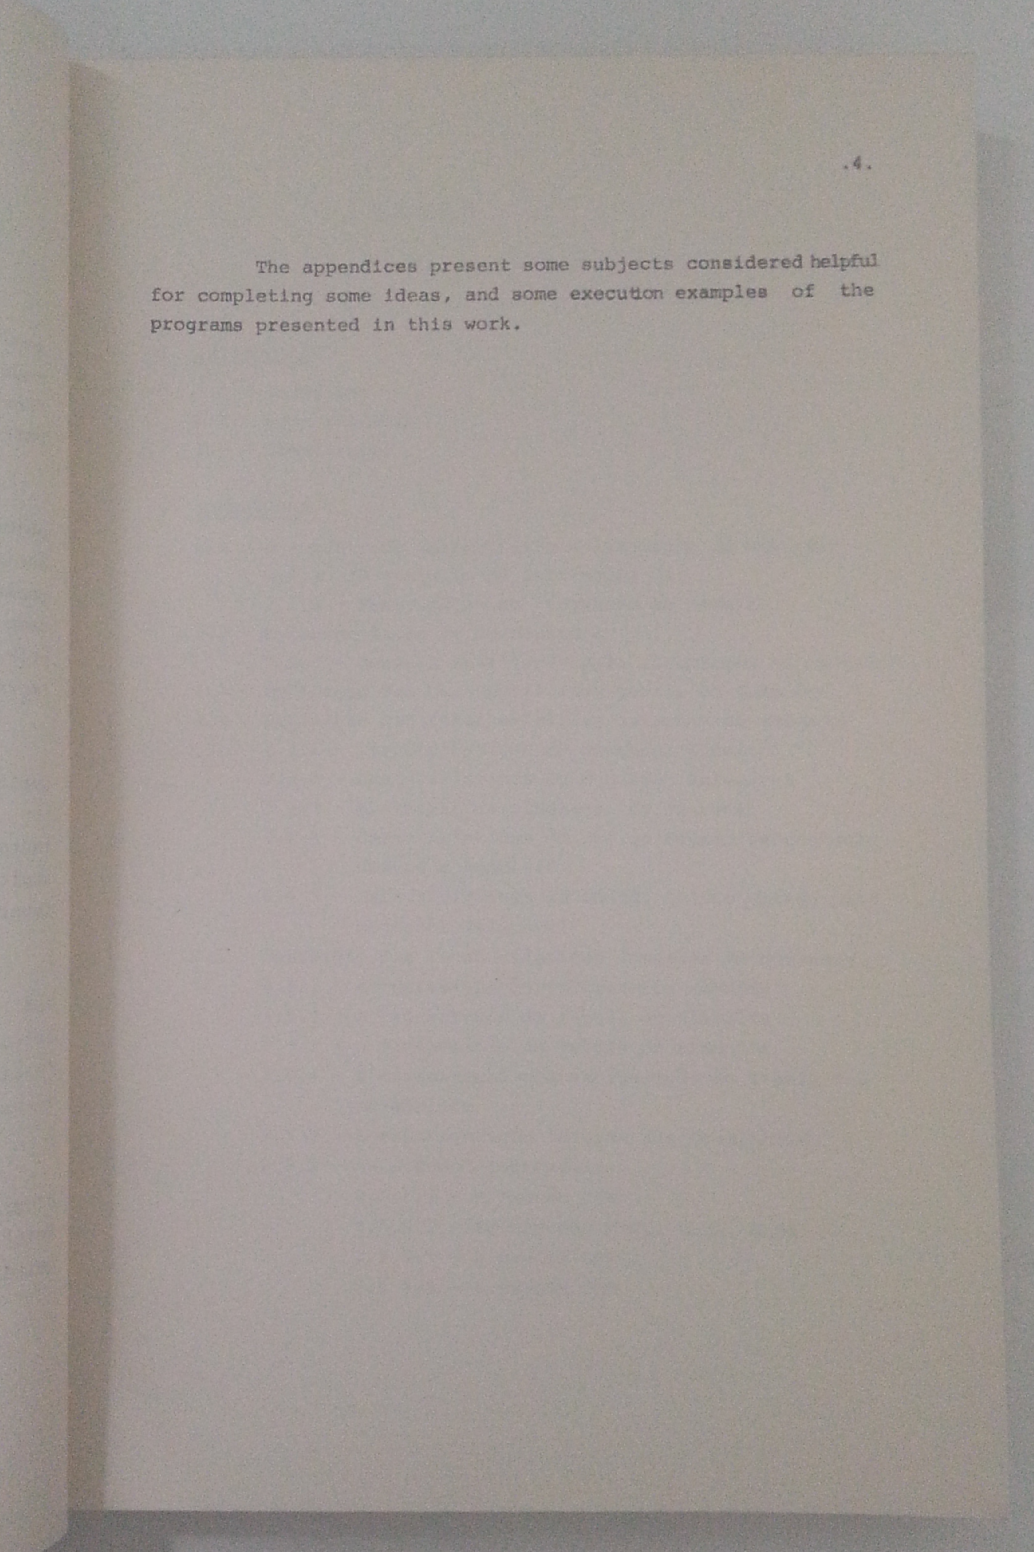 .4.
The appendices present some subjects considered helpful
for completing some ideas, and some execution examples of the
programs presented in this work.